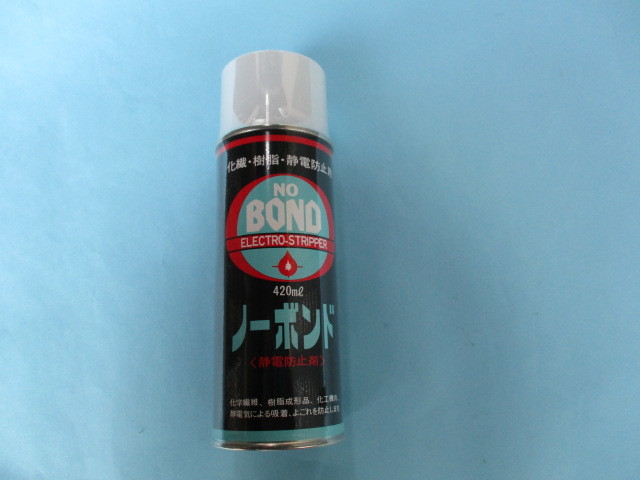 化繊・樹脂・静電防止剤
NO
BOND
ELECTRO-STRIPPER
420ml
ノーボンド
〈静電防止剤〉
化学繊維、樹脂成形品、化工機、
静電気による吸着、よごれを防止します